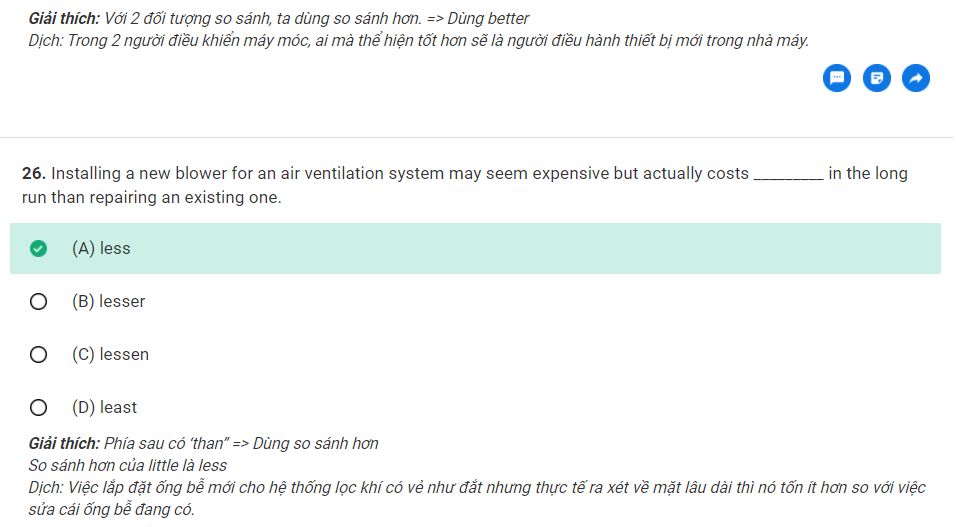 Giải thích: Với 2 đối tượng so sánh, ta dùng so sánh hơn. => Dùng better
Dịch: Trong 2 người điều khiển máy móc, ai mà thể hiện tốt hơn sẽ là người điều hành thiết bị mới trong nhà máy.
26. Installing a new blower for an air ventilation system may seem expensive but actually costs _________ in the long
run than repairing an existing one.
(A) less
(B) lesser
(C) lessen
(D) least
Giải thích: Phía sau có ‘than” => Dùng so sánh hơn
So sánh hơn của little là less
Dịch: Việc lắp đặt ống bễ mới cho hệ thống lọc khí có vẻ như đắt nhưng thực tế ra xét về mặt lâu dài thì nó tốn ít hơn so với việc
sửa cái ống bễ đang có.